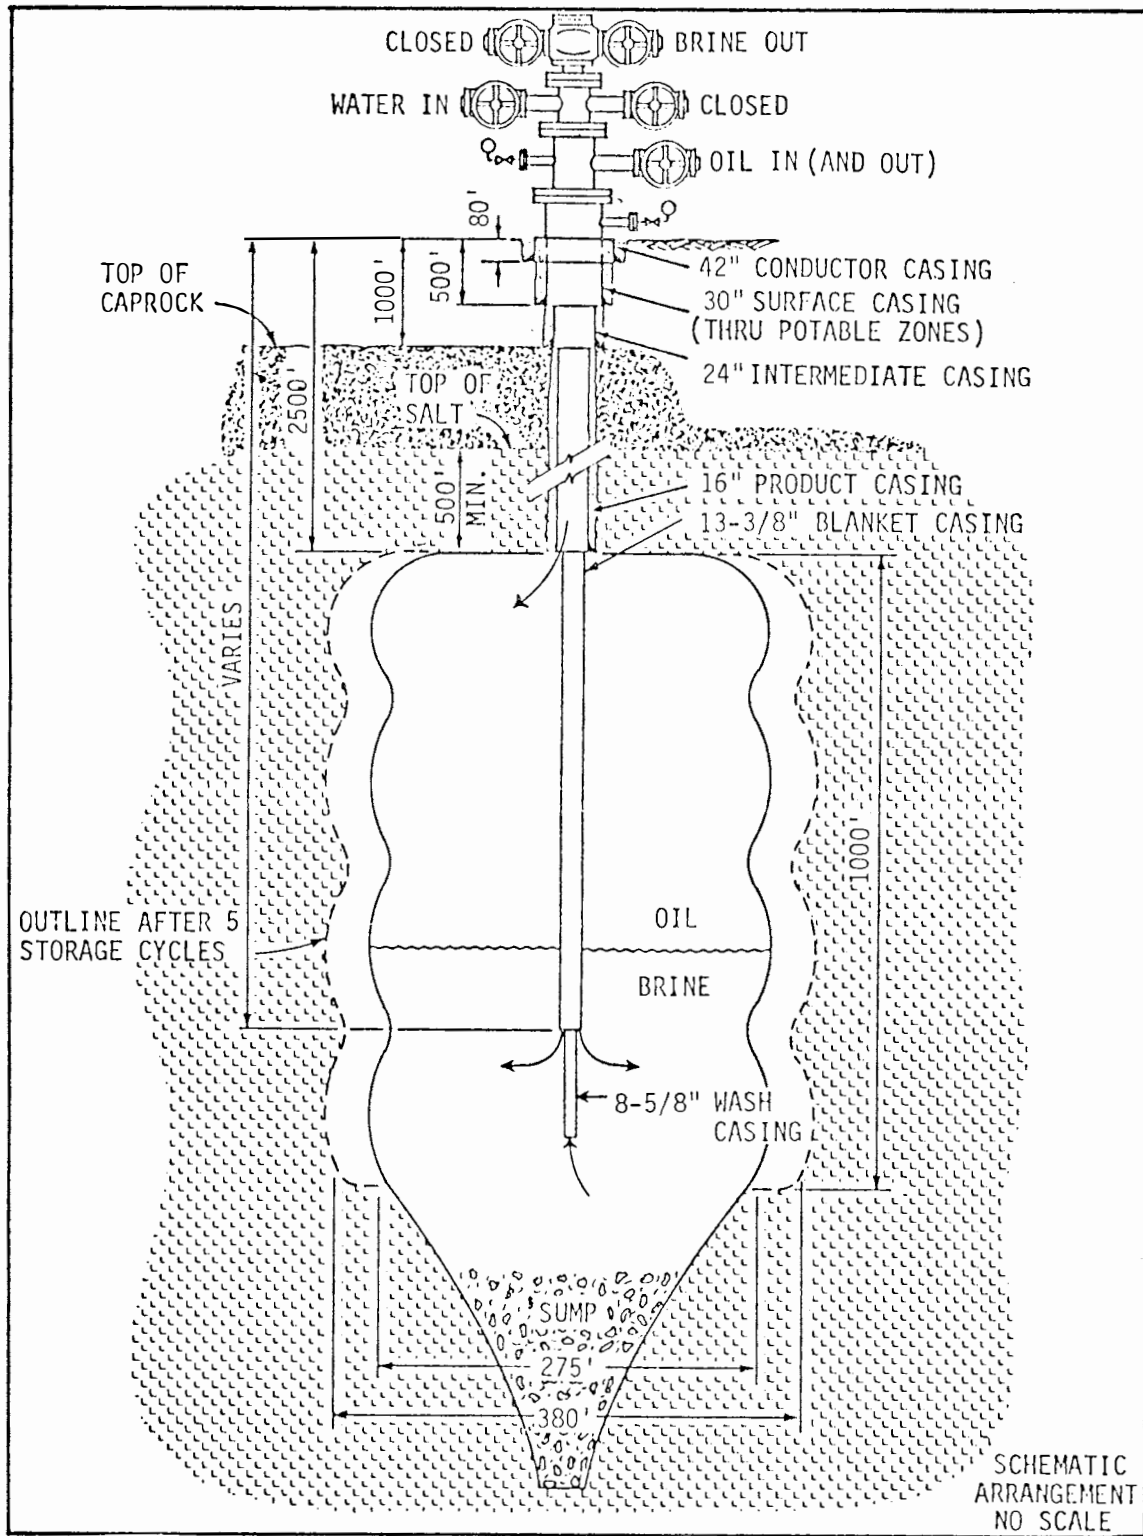 CLOSED
BRINE OUT
WATER IN
CLOSED
OIL IN (AND OUT)
80'
500'
1000'
2500'
VARIES
TOP OF
CAPROCK
42" CONDUCTOR CASING
30" SURFACE CASING
(THRU POTABLE ZONES)
24" INTERMEDIATE CASING
TOP OF
SALT
500'
MIN.
16" PRODUCT CASING
13-3/8" BLANKET CASING
1000'
OUTLINE AFTER 5
STORAGE CYCLES
OIL
BRINE
8-5/8" WASH
CASING
SUMP
275'
380'
SCHEMATIC
ARRANGEMENT
NO SCALE